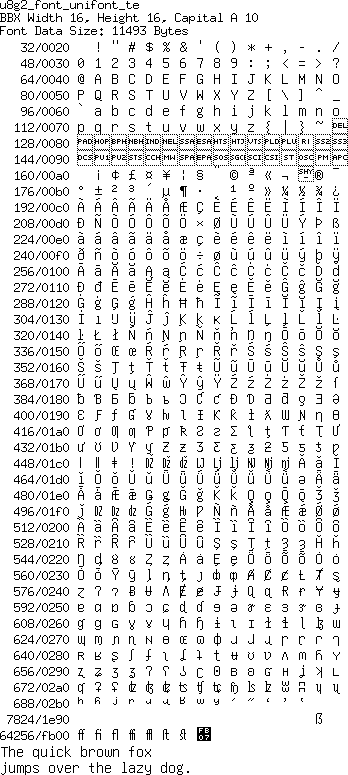 u8g2_font_unifont_te
BBX Width 16, Height 16, Capital A 10
Font Data Size: 11493 Bytes
32/0020 ! " # $ % & ' ( ) * + , - . /
48/0030 0 1 2 3 4 5 6 7 8 9 : ; < = > ?
64/0040 @ A B C D E F G H I J K L M N O
80/0050 P Q R S T U V W X Y Z [ \ ] ^ _
96/0060 ` a b c d e f g h i j k l m n o
112/0070 p q r s t u v w x y z { | } ~ DEL
128/0080 PAD HOP BPH NBH IND NEL SSA ESA HTS HTJ VTS PLD PLU RI SS2 SS3
144/0090 DCS PU1 PU2 STS CCH MW SPA EPA SOS SGC SCI CSI ST OSC PM APC
160/00a0 ¡ ¢ £ ¤ ¥ ¦ § ¨ © ª « ¬ SHY ® ¯
176/00b0 ° ± ² ³ ´ µ ¶ · ¸ ¹ º » ¼ ½ ¾ ¿
192/00c0 À Á Â Ã Ä Å Æ Ç È É Ê Ë Ì Í Î Ï
208/00d0 Ð Ñ Ò Ó Ô Õ Ö × Ø Ù Ú Û Ü Ý Þ ß
224/00e0 à á â ã ä å æ ç è é ê ë ì í î ï
240/00f0 ð ñ ò ó ô õ ö ÷ ø ù ú û ü ý þ ÿ
256/0100 Ā ā Ă ă Ą ą Ć ć Ĉ ĉ Ċ ċ Č č Ď ď
272/0110 Đ đ Ē ē Ĕ ĕ Ė ė Ę ę Ě ě Ĝ ĝ Ğ ğ
288/0120 Ġ ġ Ģ ģ Ĥ ĥ Ħ ħ Ĩ ĩ Ī ī Ĭ ĭ Į į
304/0130 İ ı Ĳ ĳ Ĵ ĵ Ķ ķ ĸ Ĺ ĺ Ļ ļ Ľ ľ Ŀ
320/0140 ŀ Ł ł Ń ń Ņ ņ Ň ň ŉ Ŋ ŋ Ō ō Ŏ ŏ
336/0150 Ő ő Œ œ Ŕ ŕ Ŗ ŗ Ř ř Ś ś Ŝ ŝ Ş ş
352/0160 Š š Ţ ţ Ť ť Ŧ ŧ Ũ ũ Ū ū Ŭ ŭ Ů ů
368/0170 Ű ű Ų ų Ŵ ŵ Ŷ ŷ Ÿ Ź ź Ż ż Ž ž ſ
384/0180 ƀ Ɓ Ƃ ƃ Ƅ ƅ Ɔ Ƈ ƈ Ɖ Ɗ Ƌ ƌ ƍ Ǝ Ə
400/0190 Ɛ Ƒ ƒ Ɠ Ɣ ƕ Ɩ Ɨ Ƙ ƙ ƚ ƛ Ɯ Ɲ ƞ Ɵ
416/01a0 Ơ ơ Ƣ ƣ Ƥ ƥ Ʀ Ƨ ƨ Ʃ ƪ ƫ Ƭ ƭ Ʈ Ư
432/01b0 ư Ʊ Ʋ Ƴ ƴ Ƶ ƶ Ʒ Ƹ ƹ ƺ ƻ Ƽ ƽ ƾ ƿ
448/01c0 ǀ ǁ ǂ ǃ Ǆ ǅ ǆ Ǉ ǈ ǉ Ǌ ǋ ǌ Ǎ ǎ Ǐ
464/01d0 ǐ Ǒ ǒ Ǔ ǔ Ǖ ǖ Ǘ ǘ Ǚ ǚ Ǜ ǜ ǝ Ǟ ǟ
480/01e0 Ǡ ǡ Ǣ ǣ Ǥ ǥ Ǧ ǧ Ǩ ǩ Ǫ ǫ Ǭ ǭ Ǯ ǯ
496/01f0 ǰ Ǳ ǲ ǳ Ǵ ǵ Ƕ Ƿ Ǹ ǹ Ǻ ǻ Ǽ ǽ Ǿ ǿ
512/0200 Ȁ ȁ Ȃ ȃ Ȅ ȅ Ȇ ȇ Ȉ ȉ Ȋ ȋ Ȍ ȍ Ȏ ȏ
528/0210 Ȑ ȑ Ȓ ȓ Ȕ ȕ Ȗ ȗ Ș ș Ț ț Ȝ ȝ Ȟ ȟ
544/0220 Ƞ ȡ Ȣ ȣ Ȥ ȥ Ȧ ȧ Ȩ ȩ Ȫ ȫ Ȭ ȭ Ȯ ȯ
560/0230 Ȱ ȱ Ȳ ȳ ȴ ȵ ȶ ȷ ȸ ȹ Ⱥ Ȼ ȼ Ƚ Ⱦ ȿ
576/0240 ɀ Ɂ ɂ Ƀ Ʉ Ʌ Ɇ ɇ Ɉ ɉ Ɋ ɋ Ɍ ɍ Ɏ ɏ
592/0250 ɐ ɑ ɒ ɓ ɔ ɕ ɖ ɗ ɘ ə ɚ ɛ ɜ ɝ ɞ ɟ
608/0260 ɠ ɡ ɢ ɣ ɤ ɥ ɦ ɧ ɨ ɩ ɪ ɫ ɬ ɭ ɮ ɯ
624/0270 ɰ ɱ ɲ ɳ ɴ ɵ ɶ ɷ ɸ ɹ ɺ ɻ ɼ ɽ ɾ ɿ
640/0280 ʀ ʁ ʂ ʃ ʄ ʅ ʆ ʇ ʈ ʉ ʊ ʋ ʌ ʍ ʎ ʏ
656/0290 ʐ ʑ ʒ ʓ ʔ ʕ ʖ ʗ ʘ ʙ ʚ ʛ ʜ ʝ ʞ ʟ
672/02a0 ʠ ʡ ʢ ʣ ʤ ʥ ʦ ʧ ʨ ʩ ʪ ʫ ʬ ʭ ʮ ʯ
688/02b0 ʰ ʱ ʲ ʳ ʴ ʵ ʶ ʷ ʸ ʹ ʺ ʻ ʼ ʽ ʾ ʿ
7824/1e90 ẞ
64256/fb00 ﬀ ﬁ ﬂ ﬃ ﬄ ﬅ ﬆ FB07
The quick brown fox
jumps over the lazy dog.